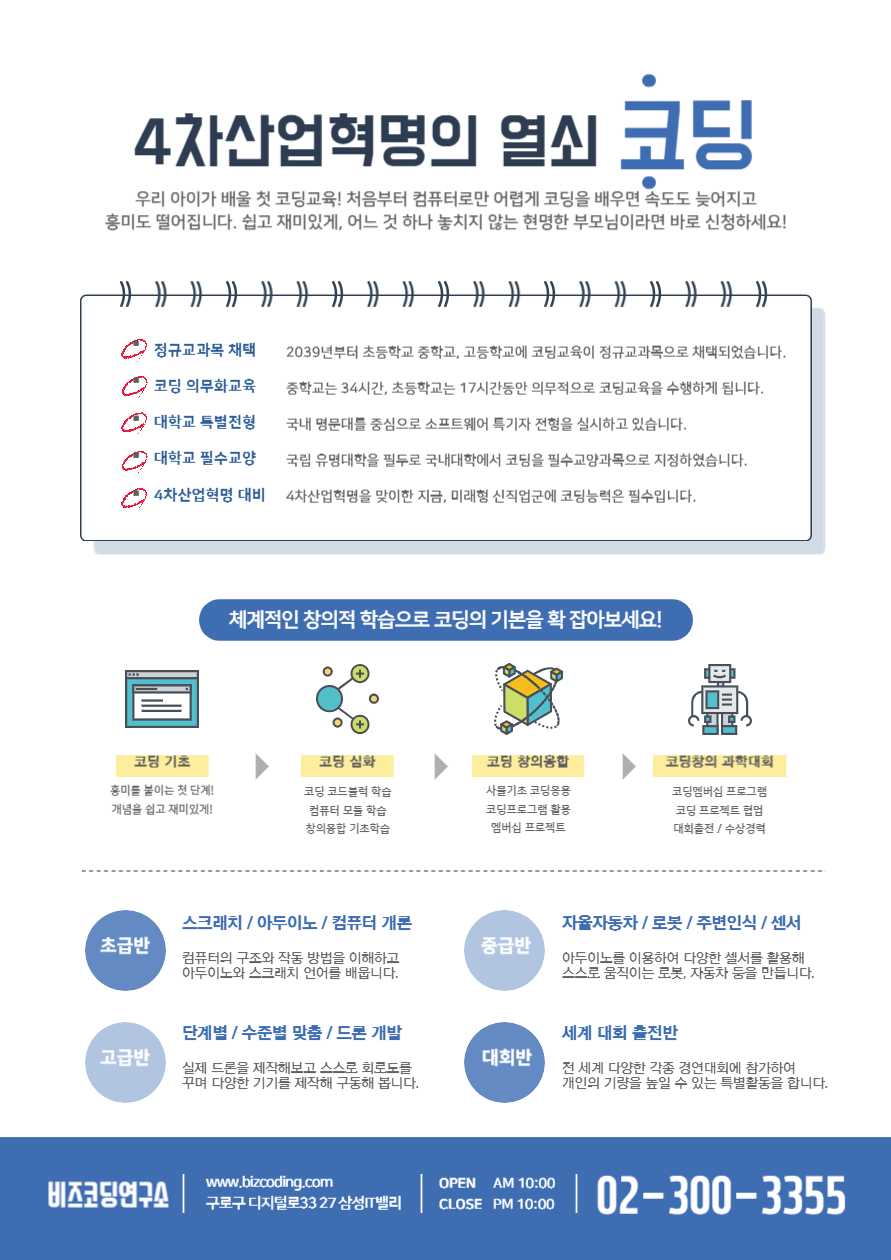 4차산업혁명의 열쇠 코딩
우리 아이가 배울 첫 코딩교육! 처음부터 컴퓨터로만 어렵게 코딩을 배우면 속도도 늦어지고
흥미도 떨어집니다. 쉽고 재미있게, 어느 것 하나 놓치지 않는 현명한 부모님이라면 바로 신청하세요!
정규교과목 채택 2039년부터 초등학교 중학교, 고등학교에 코딩교육이 정규교과목으로 채택되었습니다.
코딩 의무화교육 중학교는 34시간, 초등학교는 17시간동안 의무적으로 코딩교육을 수행하게 됩니다.
대학교 특별전형 국내 명문대를 중심으로 소프트웨어 특기자 전형을 실시하고 있습니다.
대학교 필수교양 국립 유명대학을 필두로 국내대학에서 코딩을 필수교양과목으로 지정하였습니다.
4차산업혁명 대비 4차산업혁명을 맞이한 지금, 미래형 신직업군에 코딩능력은 필수입니다.
체계적인 창의적 학습으로 코딩의 기본을 확 잡아보세요!
코딩 기초
흥미를 붙이는 첫 단계!
개념을 쉽고 재미있게!
코딩 심화
코딩 코드블럭 학습
컴퓨터 모듈 학습
창의융합 기초학습
코딩 창의융합
사물기초 코딩응용
코딩프로그램 활용
멤버십 프로젝트
코딩창의 과학대회
코딩멤버십 프로그램
코딩 프로젝트 협업
대회출전 / 수상경력
초급반
스크래치 / 아두이노 / 컴퓨터 개론
컴퓨터의 구조와 작동 방법을 이해하고
아두이노와 스크래치 언어를 배웁니다.
중급반
자율자동차 / 로봇 / 주변인식 / 센서
아두이노를 이용하여 다양한 셀서를 활용해
스스로 움직이는 로봇, 자동차 등을 만듭니다.
고급반
단계별 / 수준별 맞춤 / 드론 개발
실제 드론을 제작해보고 스스로 회로도를
꾸며 다양한 기기를 제작해 구동해 봅니다.
대회반
세계 대회 출전반
전 세계 다양한 각종 경연대회에 참가하여
개인의 기량을 높일 수 있는 특별활동을 합니다.
비즈코딩연구소
www.bizcoding.com
구로구 디지털로33 27 삼성IT밸리
OPEN AM 10:00
CLOSE PM 10:00
02-300-3355